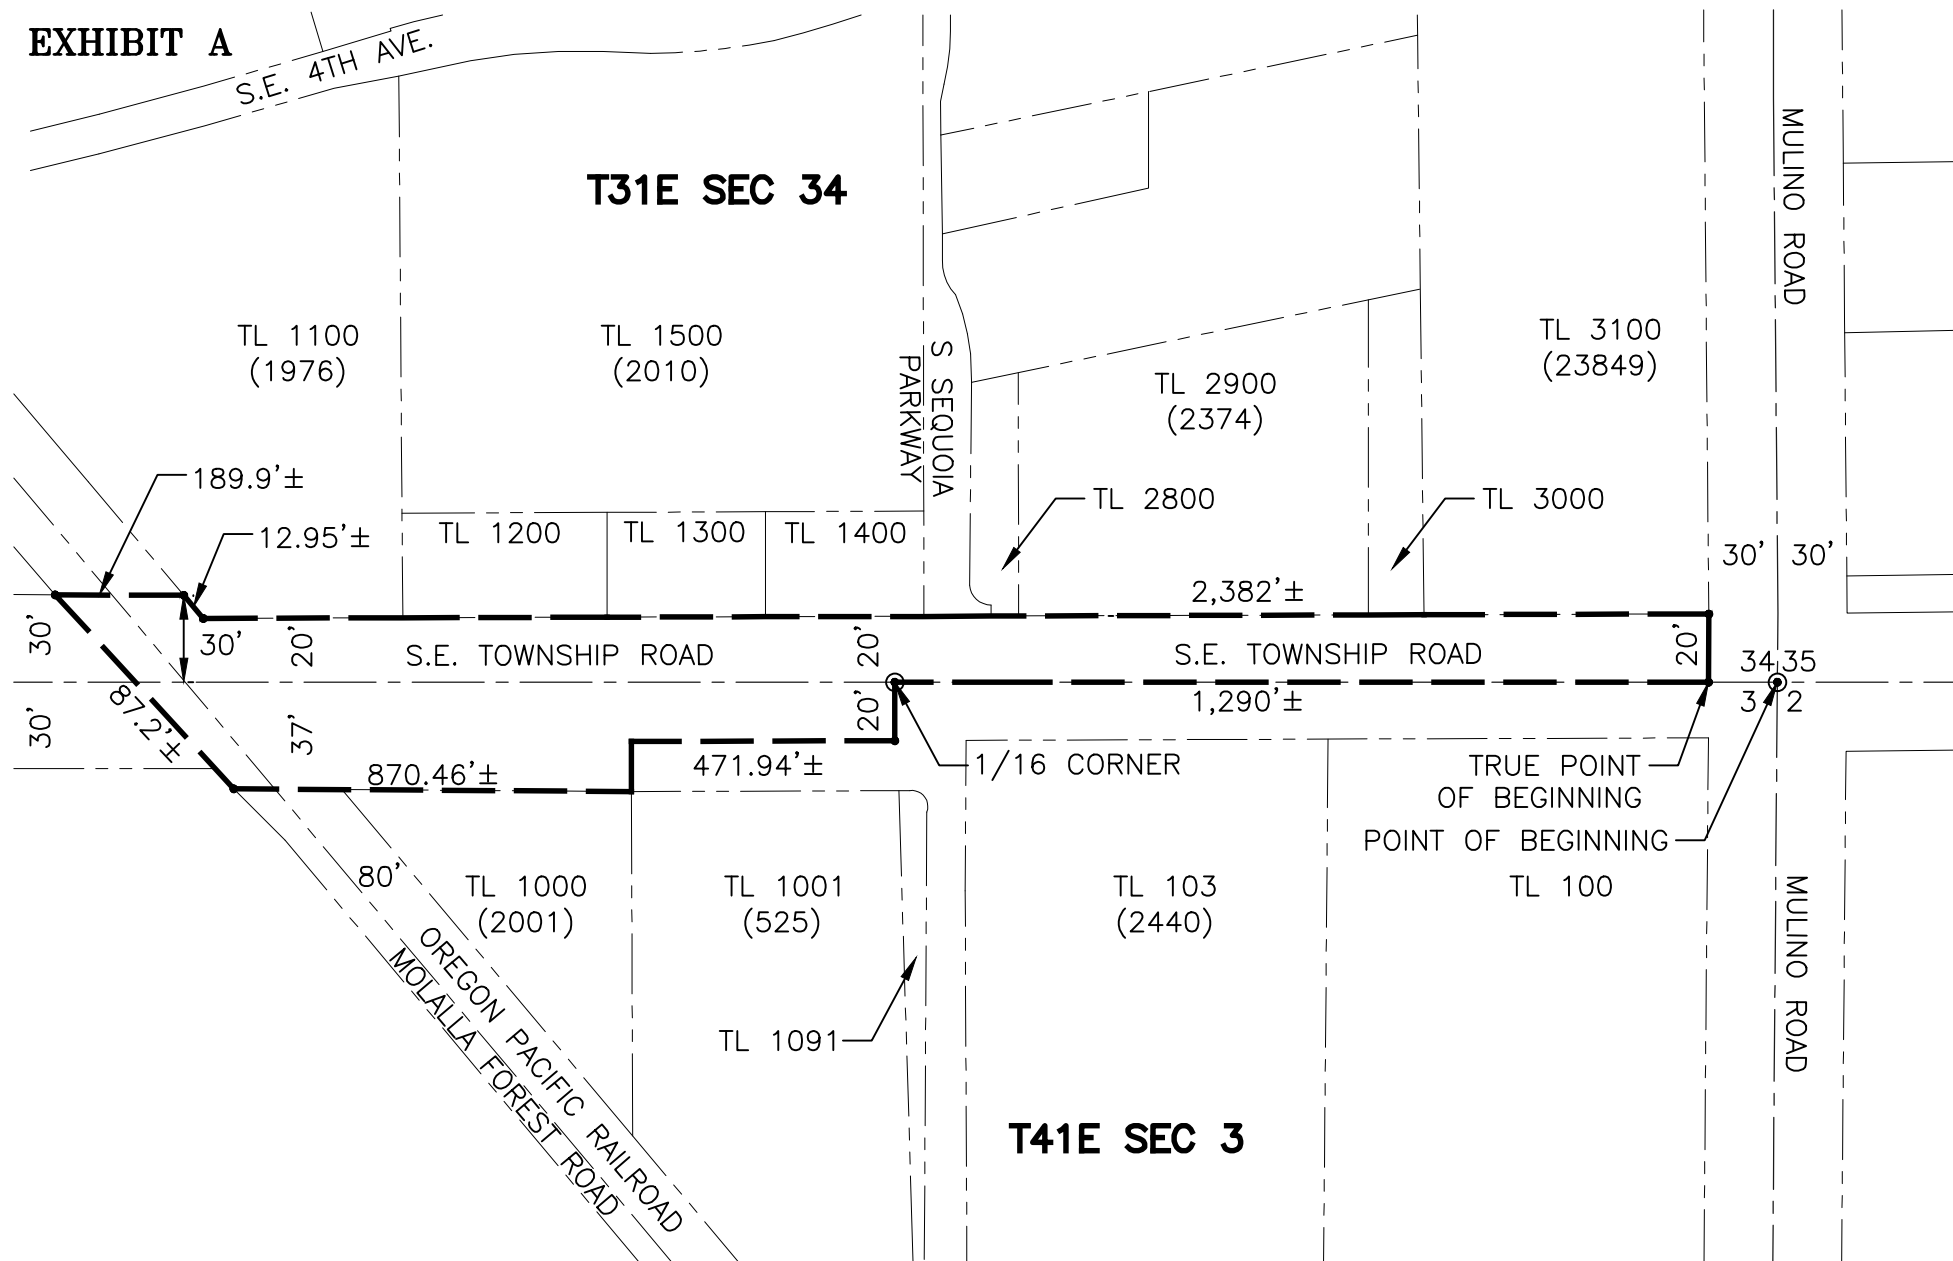 EXHIBIT A
S.E. 4TH AVE.
T31E SEC 34
MULINO ROAD
TL 1100
(1976)
TL 1500
(2010)
S SEQUOIA
PARKWAY
TL 2900
(2374)
TL 3100
(23849)
189.9'±
12.95'±
TL 1200
TL 1300
TL 1400
TL 2800
TL 3000
30'
30'
2,382'±
30'
30'
20'
S.E. TOWNSHIP ROAD
20'
S.E. TOWNSHIP ROAD
20'
34
35
3
2
87.2'±
30'
37'
20'
1,290'±
870.46'±
471.94'±
1/16 CORNER
TRUE POINT
OF BEGINNING
POINT OF BEGINNING
80'
TL 1000
(2001)
TL 1001
(525)
TL 103
(2440)
TL 100
MULINO ROAD
OREGON PACIFIC RAILROAD
MOLALLA FOREST ROAD
TL 1091
T41E SEC 3